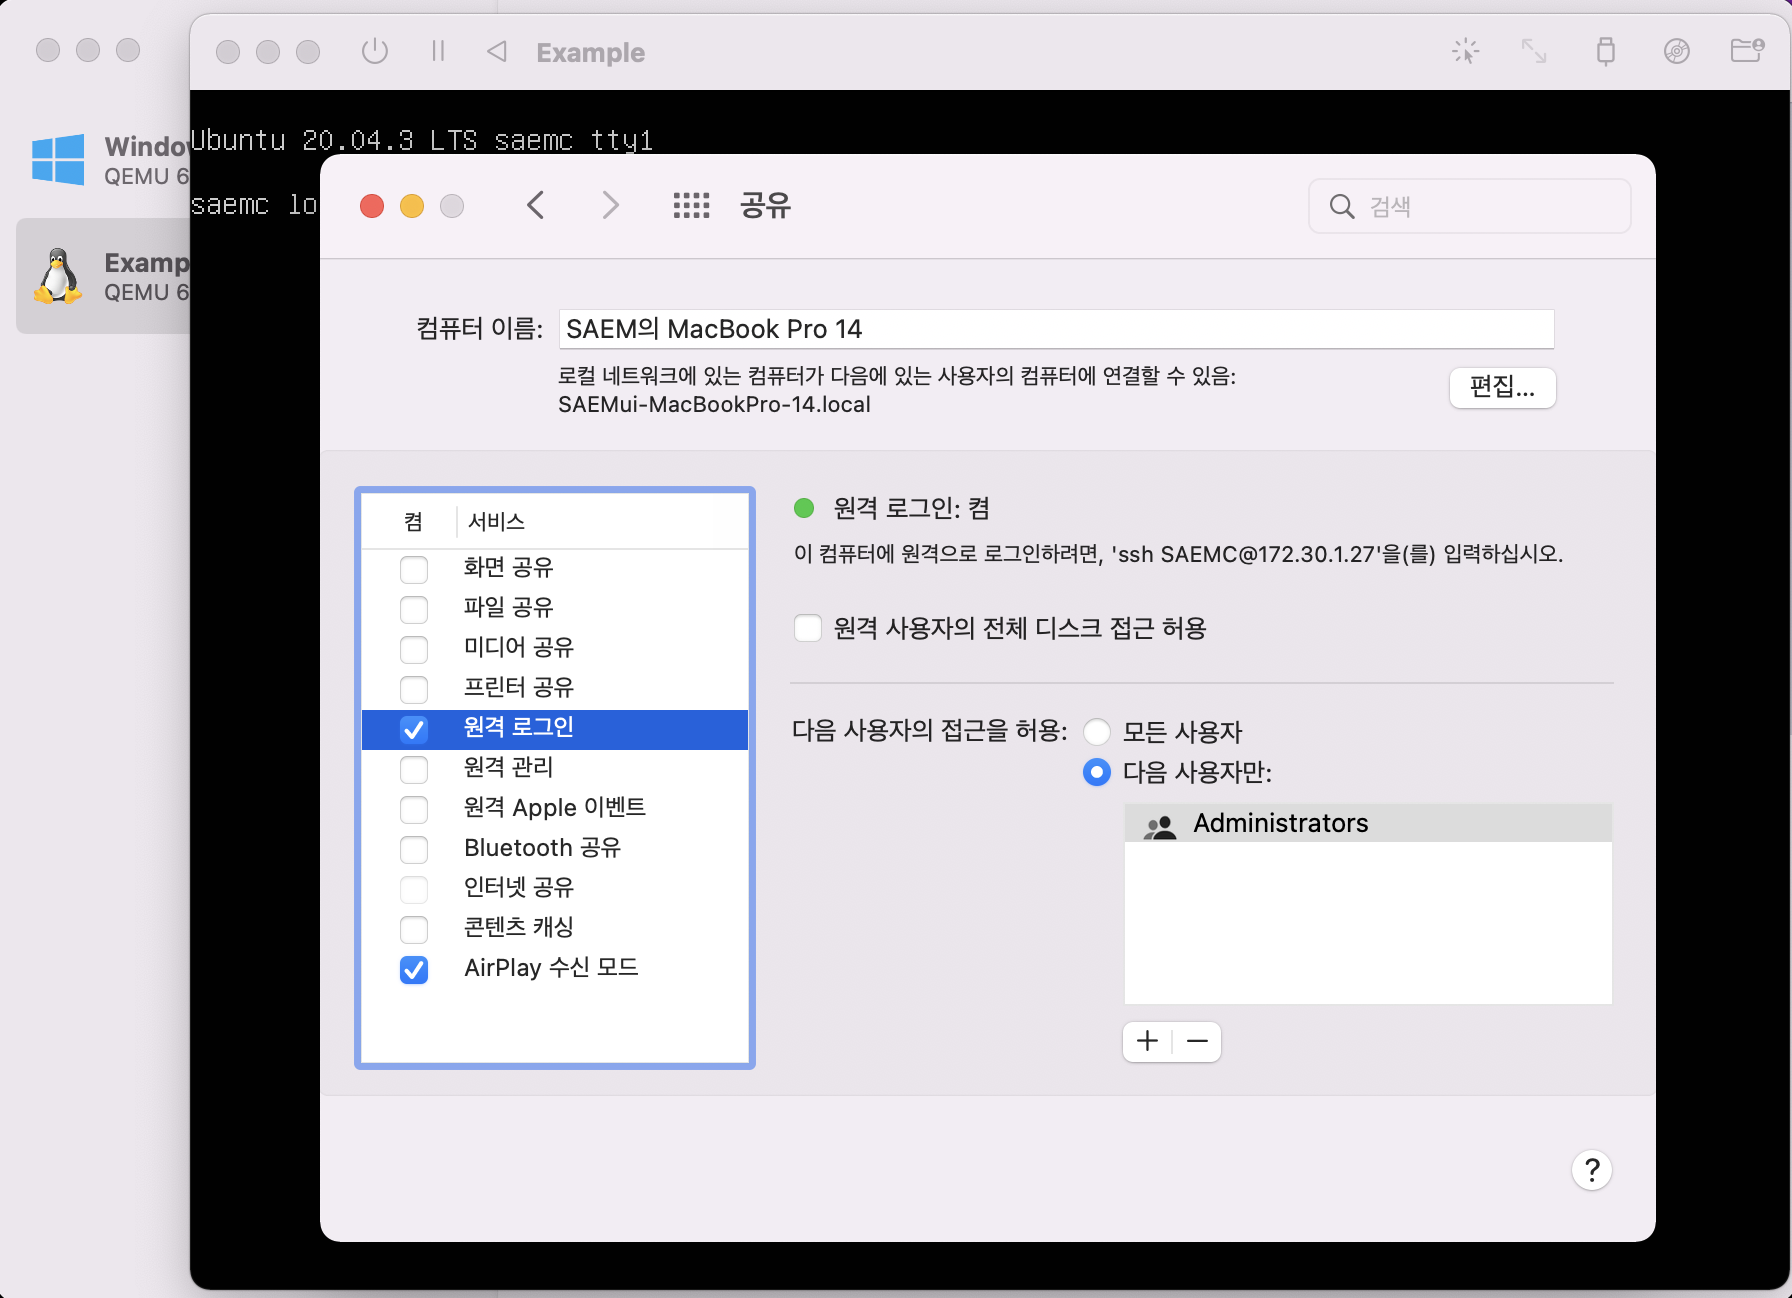 Example
Windo
QEMU 6
Examp
QEMU 6
Ubuntu 20.04.3 LTS saemc tty1
saemc lo
공유
검색
컴퓨터 이름: SAEM의 MacBook Pro 14
로컬 네트워크에 있는 컴퓨터가 다음에 있는 사용자의 컴퓨터에 연결할 수 있음:
SAEMui-MacBookPro-14.local
편집...
켬 서비스
화면 공유
파일 공유
미디어 공유
프린터 공유
원격 로그인
원격 관리
원격 Apple 이벤트
Bluetooth 공유
인터넷 공유
콘텐츠 캐싱
AirPlay 수신 모드
원격 로그인: 켬
이 컴퓨터에 원격으로 로그인하려면, 'ssh SAEMC@172.30.1.27'을(를) 입력하십시오.
원격 사용자의 전체 디스크 접근 허용
다음 사용자의 접근을 허용: 모든 사용자
다음 사용자만:
Administrators
?